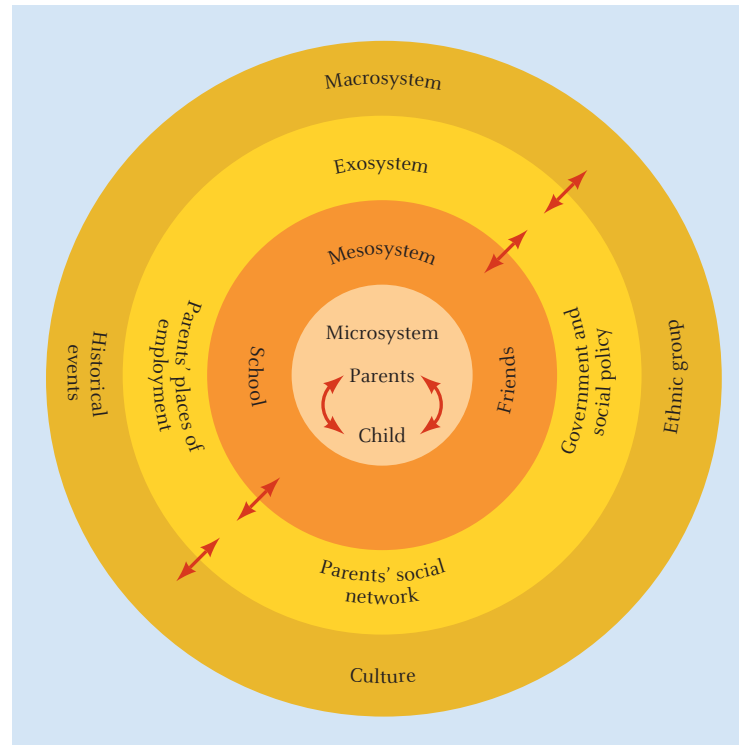 Macrosystem
Exosystem
Mesosystem
Microsystem
Parents
Child
School
Friends
Parents’ places of
employment
Government and
social policy
Historical
events
Ethnic group
Parents’ social
network
Culture